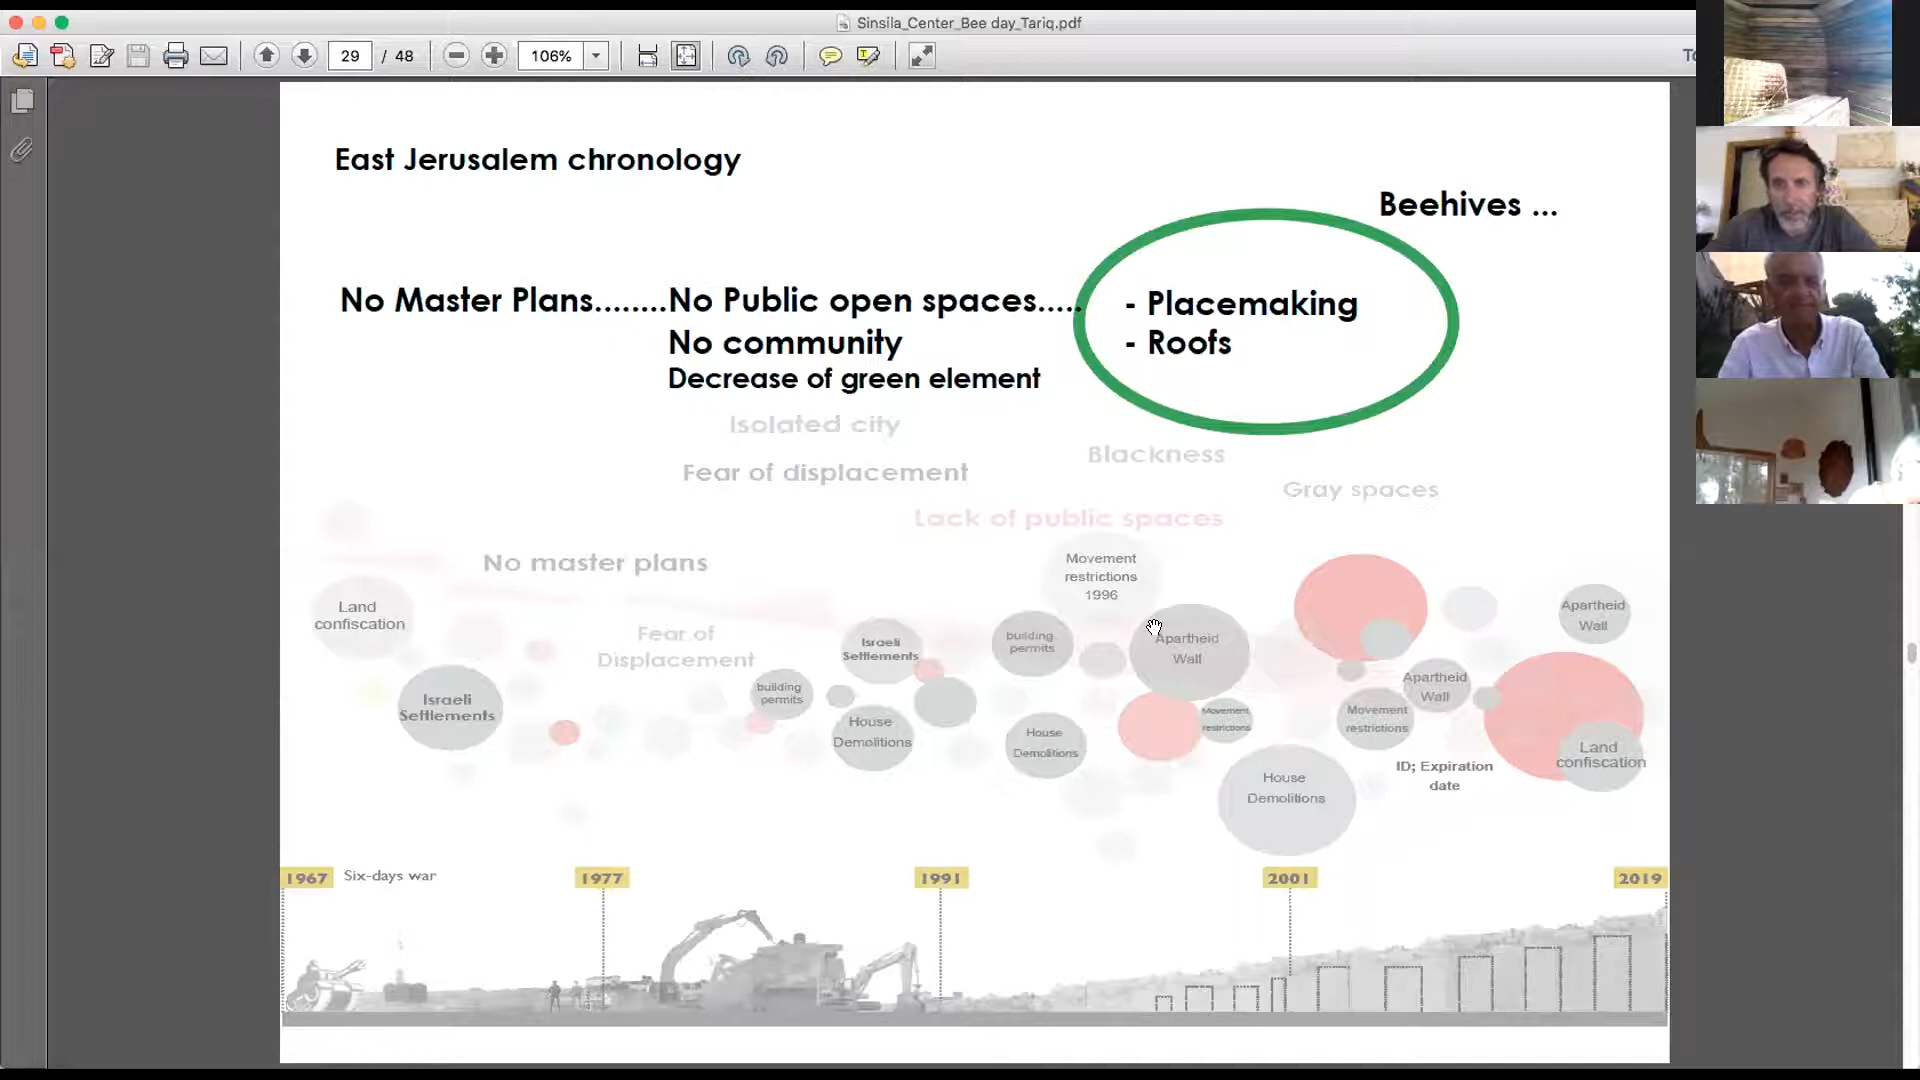 Sinsila_Center_Bee day_Tariq.pdf
29 / 48
106%
To
East Jerusalem chronology
Beehives ...
No Master Plans........No Public open spaces.....
- Placemaking
No community
- Roofs
Decrease of green element
Isolated city
Blackness
Fear of displacement
Gray spaces
Lack of public spaces
No master plans
Movement
restrictions
1996
Land
confiscation
Apartheid
Wall
Fear of
Displacement
Israeli
Settlements
building
permits
Apartheid
Wall
Israeli
Settlements
building
permits
Apartheid
Wall
House
Demolitions
House
Demolitions
Movement
restrictions
Movement
restrictions
Land
confiscation
ID; Expiration
date
House
Demolitions
1967 Six-days war
1977
1991
2001
2019